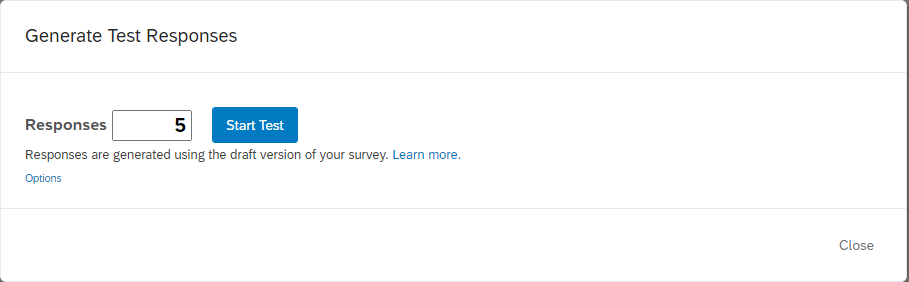 Generate Test Responses
Responses 5 Start Test
Responses are generated using the draft version of your survey. Learn more.
Options
Close